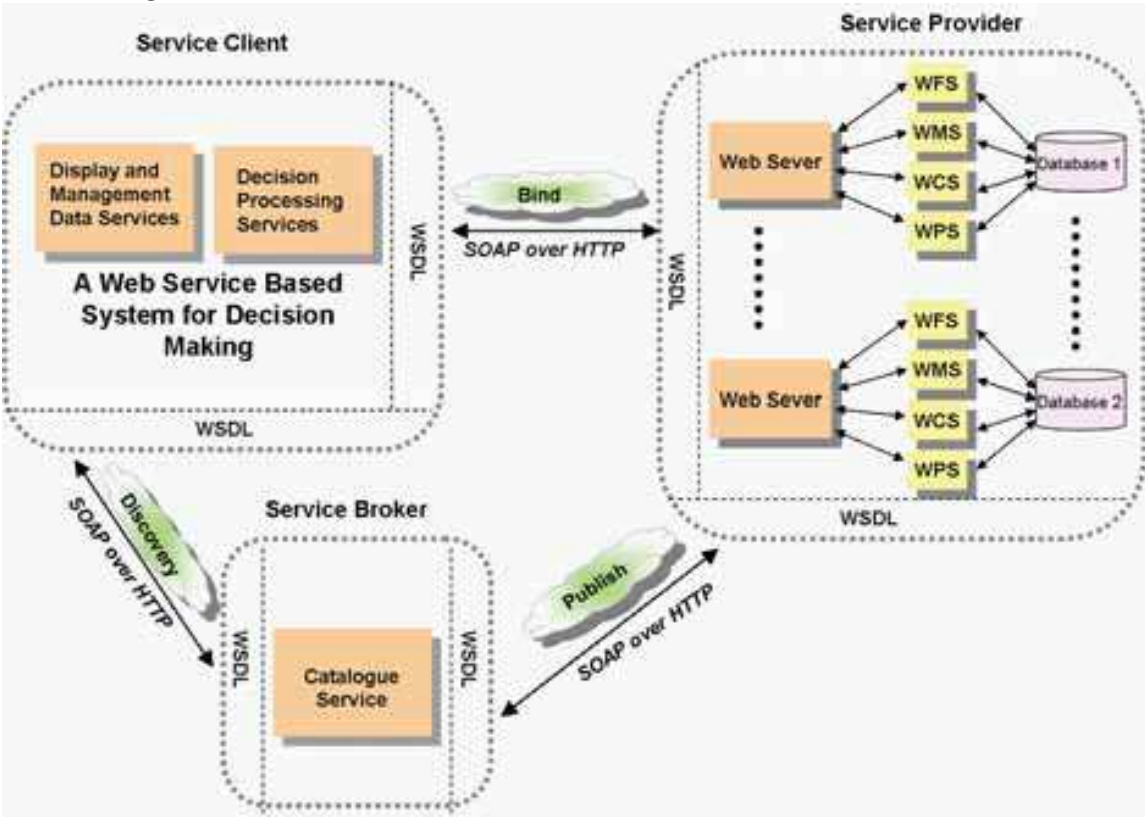 Service Client
Display and
Management
Data Services
Decision
Processing
Services
A Web Service Based
System for Decision
Making
WSDL
WSDL
Bind
SOAP over HTTP
Service Provider
WSDL
Web Sever
WFS
WMS
WCS
WPS
Database 1
Web Sever
WFS
WMS
WCS
WPS
Database 2
WSDL
Discovery
SOAP over HTTP
Service Broker
WSDL
Catalogue
Service
WSDL
Publish
SOAP over HTTP